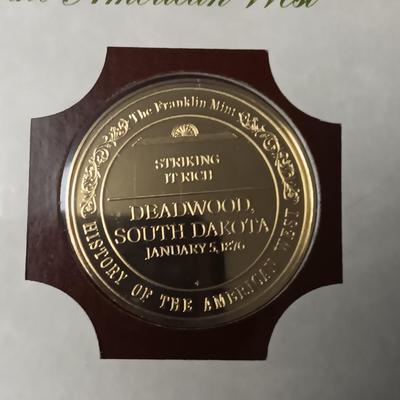 the American West
The Franklin Mint
STRIKING
IT RICH
DEADWOOD,
SOUTH DAKOTA
JANUARY 5, 1876
HISTORY OF THE AMERICAN WEST